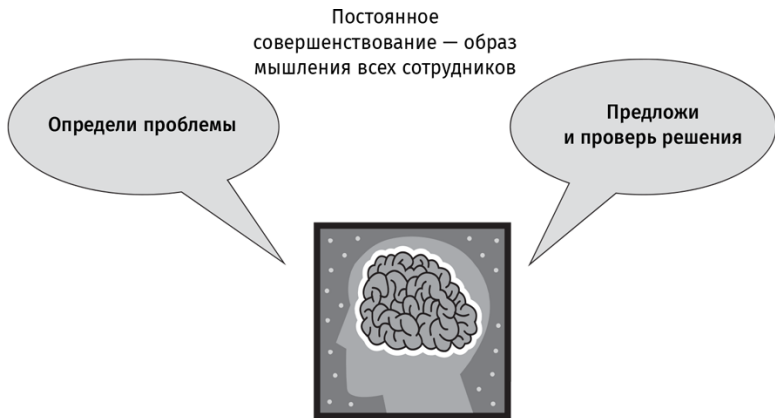 Постоянное
совершенствование — образ
мышления всех сотрудников
Определи проблемы
Предложи
и проверь решения